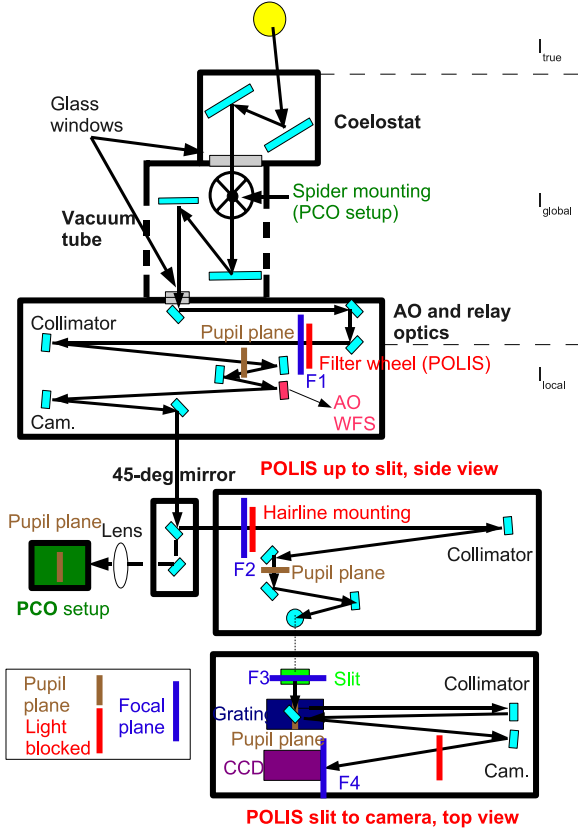 I_true
Glass
windows
Coelostat
Spider mounting
(PCO setup)
I_global
Vacuum
tube
AO and relay
optics
Collimator
Pupil plane
Filter wheel (POLIS)
F1
I_local
Cam.
AO
WFS
45-deg mirror
POLIS up to slit, side view
Pupil plane
Lens
Hairline mounting
F2
Collimator
Pupil plane
PCO setup
F3
Slit
Collimator
Grating
Pupil plane
CCD
F4
Cam.
Pupil
plane
Focal
plane
Light
blocked
POLIS slit to camera, top view